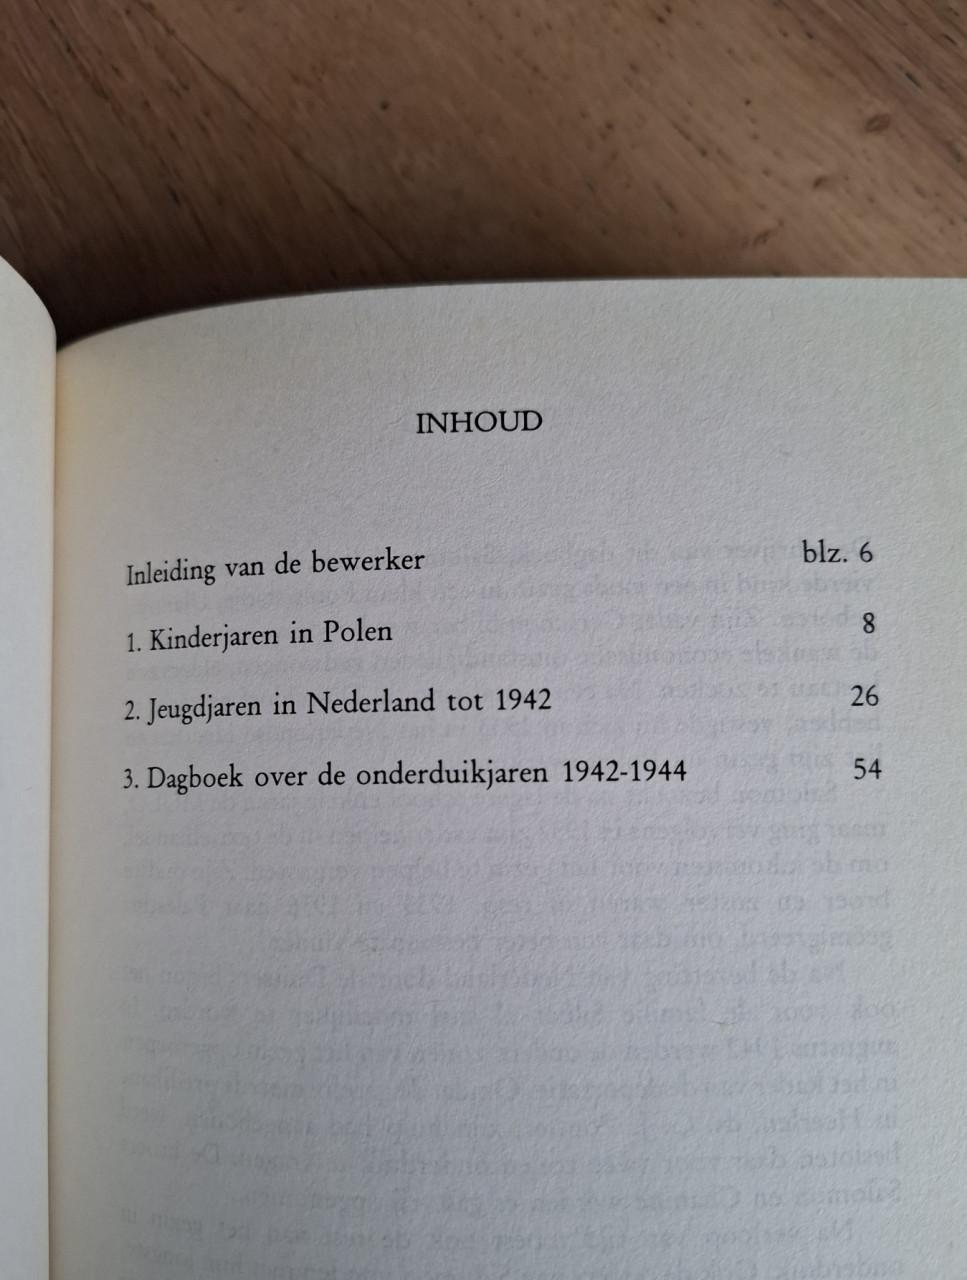 INHOUD
Inleiding van de bewerker blz. 6
1. Kinderjaren in Polen 8
2. Jeugdjaren in Nederland tot 1942 26
3. Dagboek over de onderduikjaren 1942-1944 54